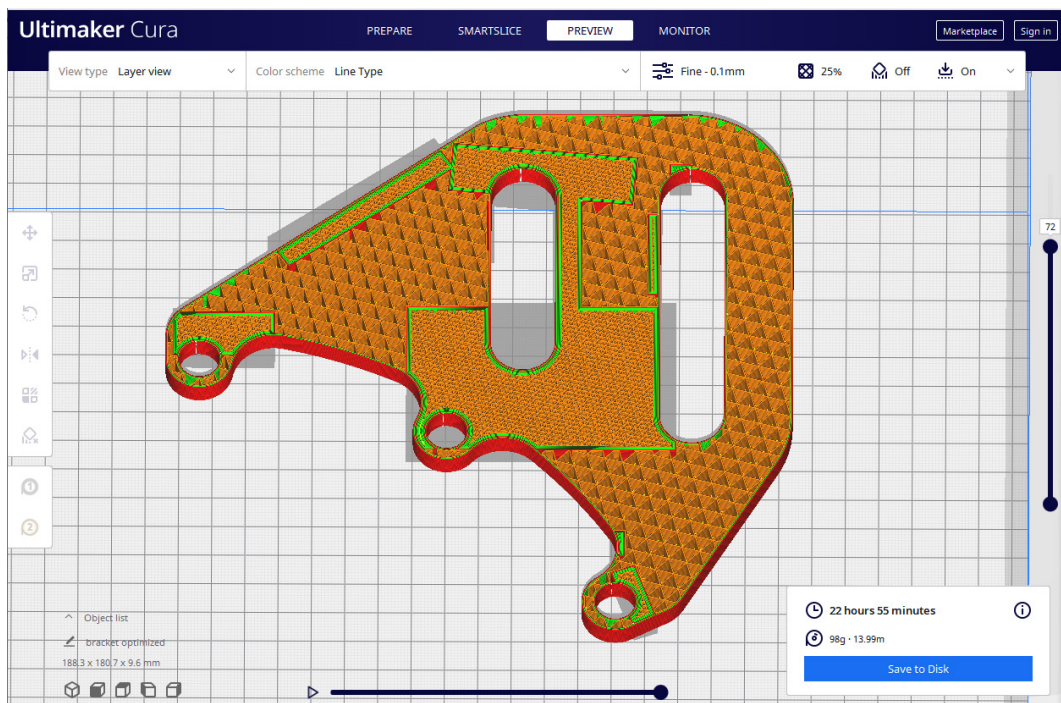 Ultimaker Cura
PREPARE
SMARTSLICE
PREVIEW
MONITOR
Marketplace
Sign in
View type Layer view
Color scheme Line Type
Fine - 0.1mm
25%
Off
On
72
1
2
Object list
bracket optimized
188.3 x 180.7 x 9.6 mm
22 hours 55 minutes
98g · 13.99m
Save to Disk